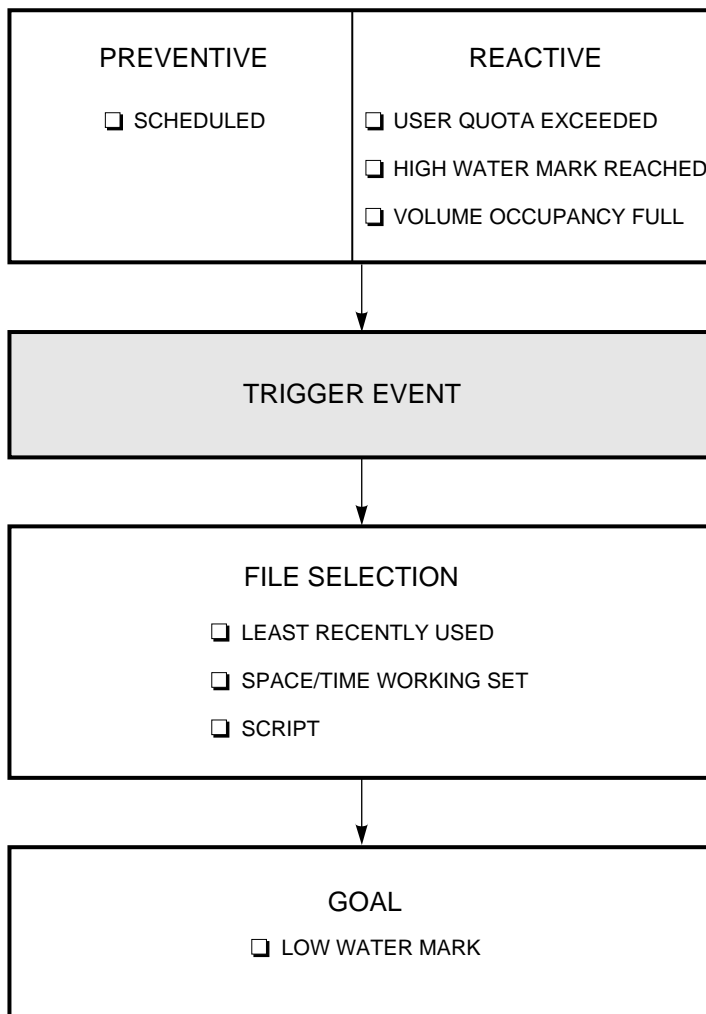 PREVENTIVE
❏ SCHEDULED
REACTIVE
❏ USER QUOTA EXCEEDED
❏ HIGH WATER MARK REACHED
❏ VOLUME OCCUPANCY FULL
TRIGGER EVENT
FILE SELECTION
❏ LEAST RECENTLY USED
❏ SPACE/TIME WORKING SET
❏ SCRIPT
GOAL
❏ LOW WATER MARK